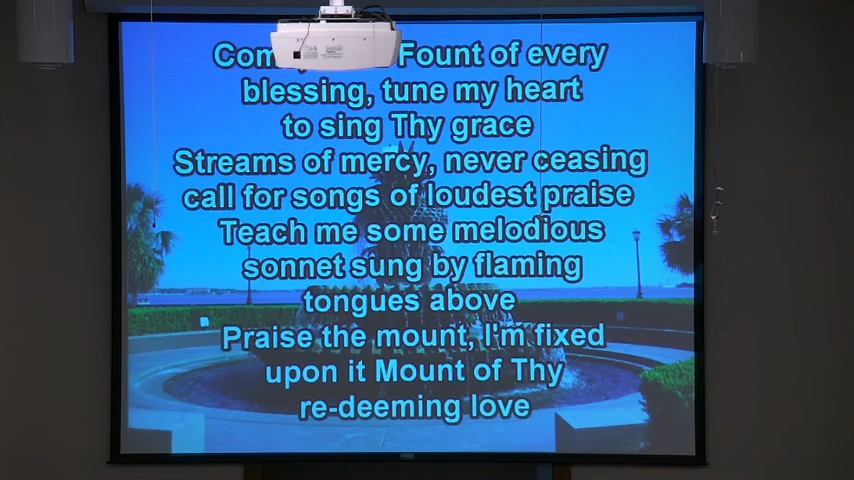 Com Fount of every
blessing, tune my heart
to sing Thy grace
Streams of mercy, never ceasing
call for songs of loudest praise
Teach me some melodious
sonnet sung by flaming
tongues above
Praise the mount, I'm fixed
upon it Mount of Thy
re-deeming love